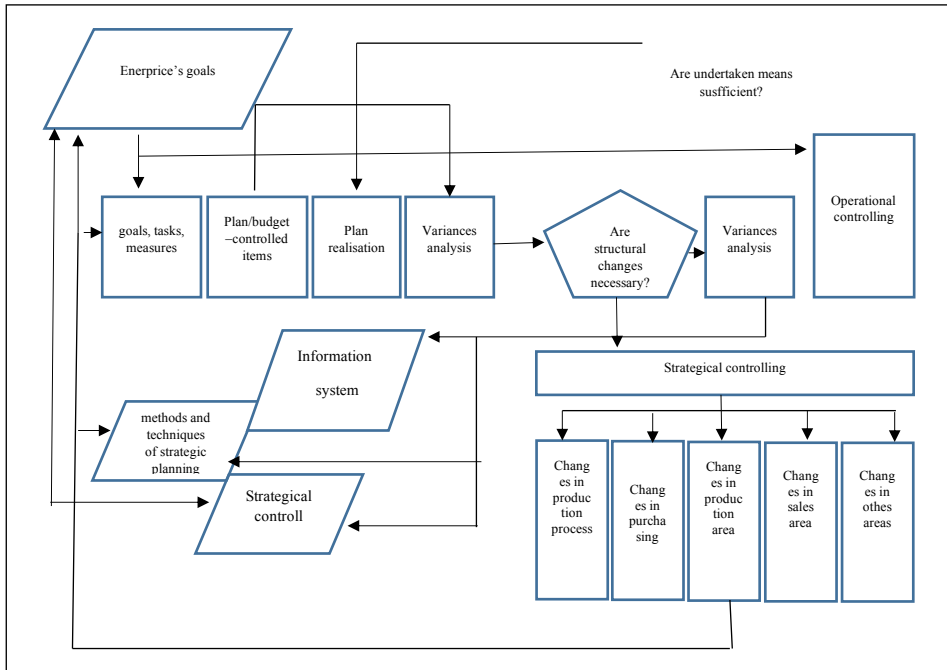 Enerprice’s goals
Are undertaken means
susfficient?
Operational
controlling
goals, tasks,
measures
Plan/budget
–controlled
items
Plan
realisation
Variances
analysis
Are
structural
changes
necessary?
Variances
analysis
Information
system
Strategical controlling
methods and
techniques
of strategic
planning
Strategical
controll
Chang
es in
produc
tion
process
Chang
es in
purcha
sing
Chang
es in
production
area
Chang
es in
sales
area
Chang
es in
othes
areas